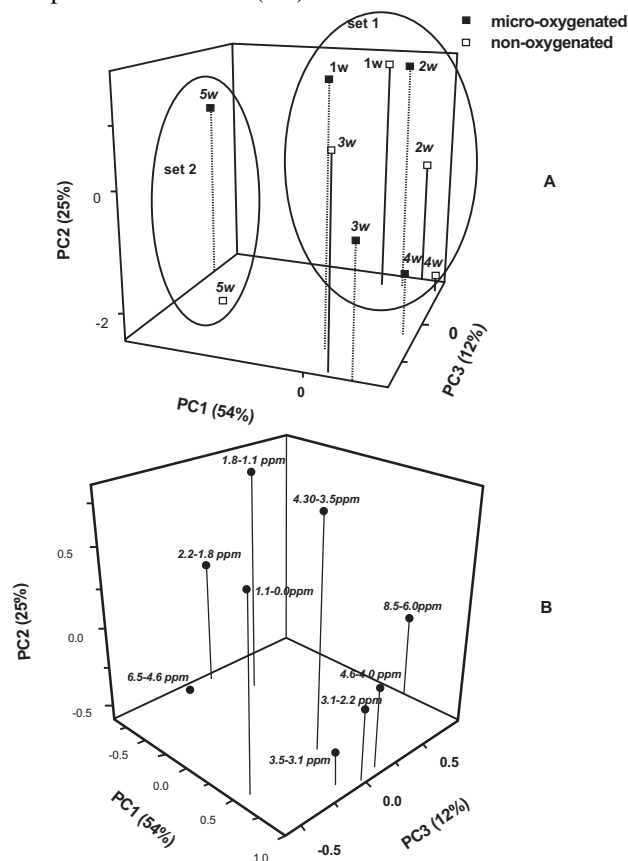 set 1
■ micro-oxygenated
□ non-oxygenated
1w
1w
2w
5w
3w
2w
set 2
A
0
PC2 (25%)
3w
4w
4w
5w
-2
0
PC3 (12%)
0
PC1 (54%)
1.8-1.1 ppm
4.30-3.5ppm
0.5
2.2-1.8 ppm
1.1-0.0ppm
B
8.5-6.0ppm
0.0
PC2 (25%)
6.5-4.6 ppm
4.6-4.0 ppm
3.1-2.2 ppm
-0.5
3.5-3.1 ppm
-0.5
0.0
0.5
1.0
PC1 (54%)
-0.5
0.0
0.5
PC3 (12%)